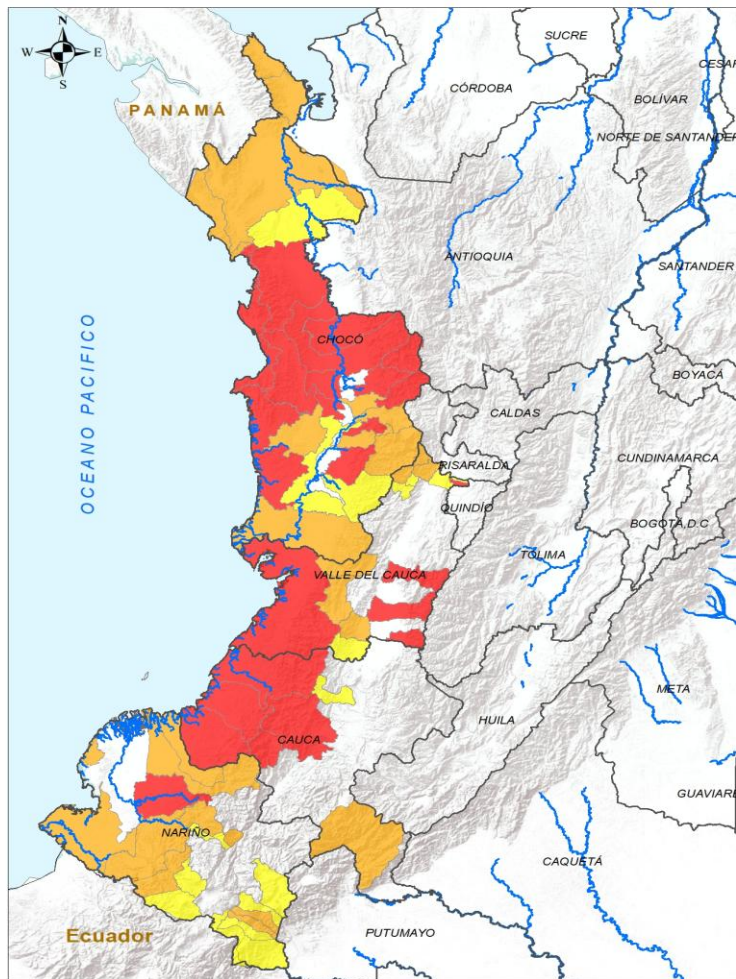 N
W E
S
PANAMÁ
SUCRE
CÓRDOBA
CESAR
BOLÍVAR
NORTE DE SANTANDER
ANTIOQUIA
SANTANDER
OCEANO PACIFICO
CHOCÓ
BOYACÁ
CALDAS
RISARALDA
CUNDINAMARCA
QUINDÍO
BOGOTÁ, D.C
TOLIMA
VALLE DEL CAUCA
META
HUILA
CAUCA
GUAVIARE
NARIÑO
CAQUETÁ
PUTUMAYO
Ecuador